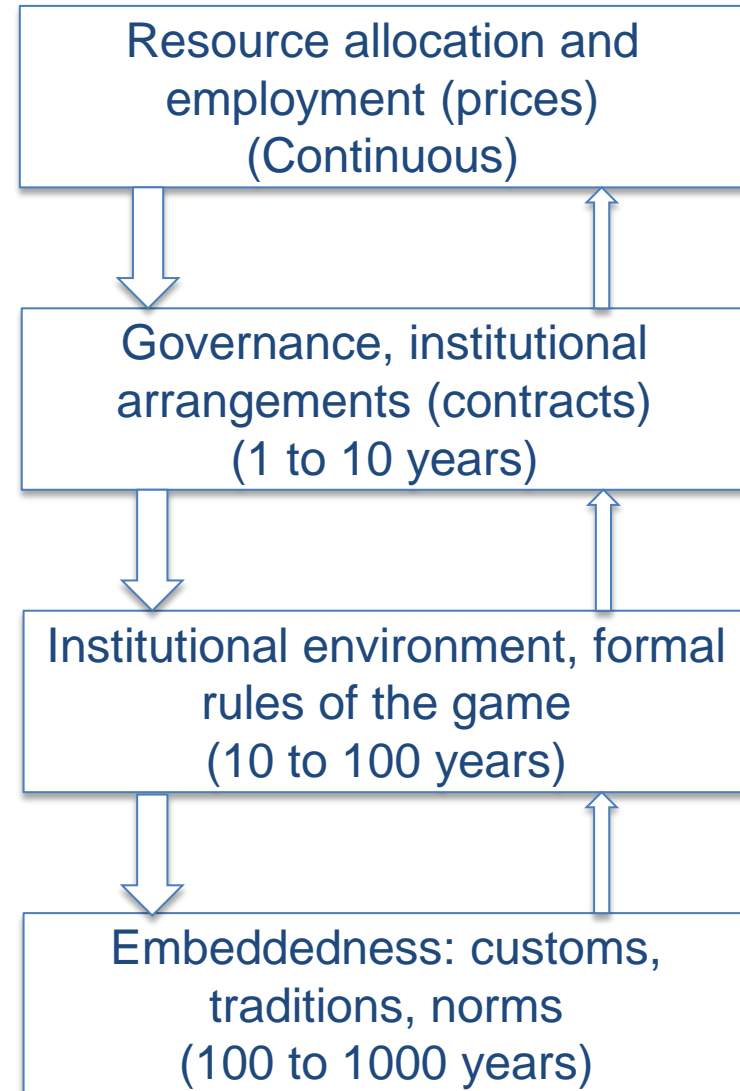 Resource allocation and
employment (prices)
(Continuous)
Governance, institutional
arrangements (contracts)
(1 to 10 years)
Institutional environment, formal
rules of the game
(10 to 100 years)
Embeddedness: customs,
traditions, norms
(100 to 1000 years)